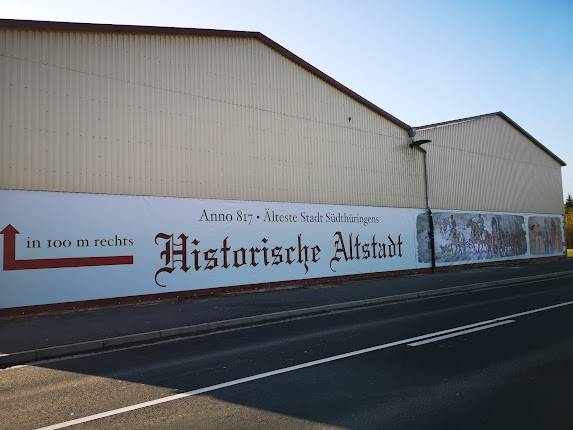 Anno 817 • Älteste Stadt Südthüringens
in 100 m rechts
Historische Altstadt